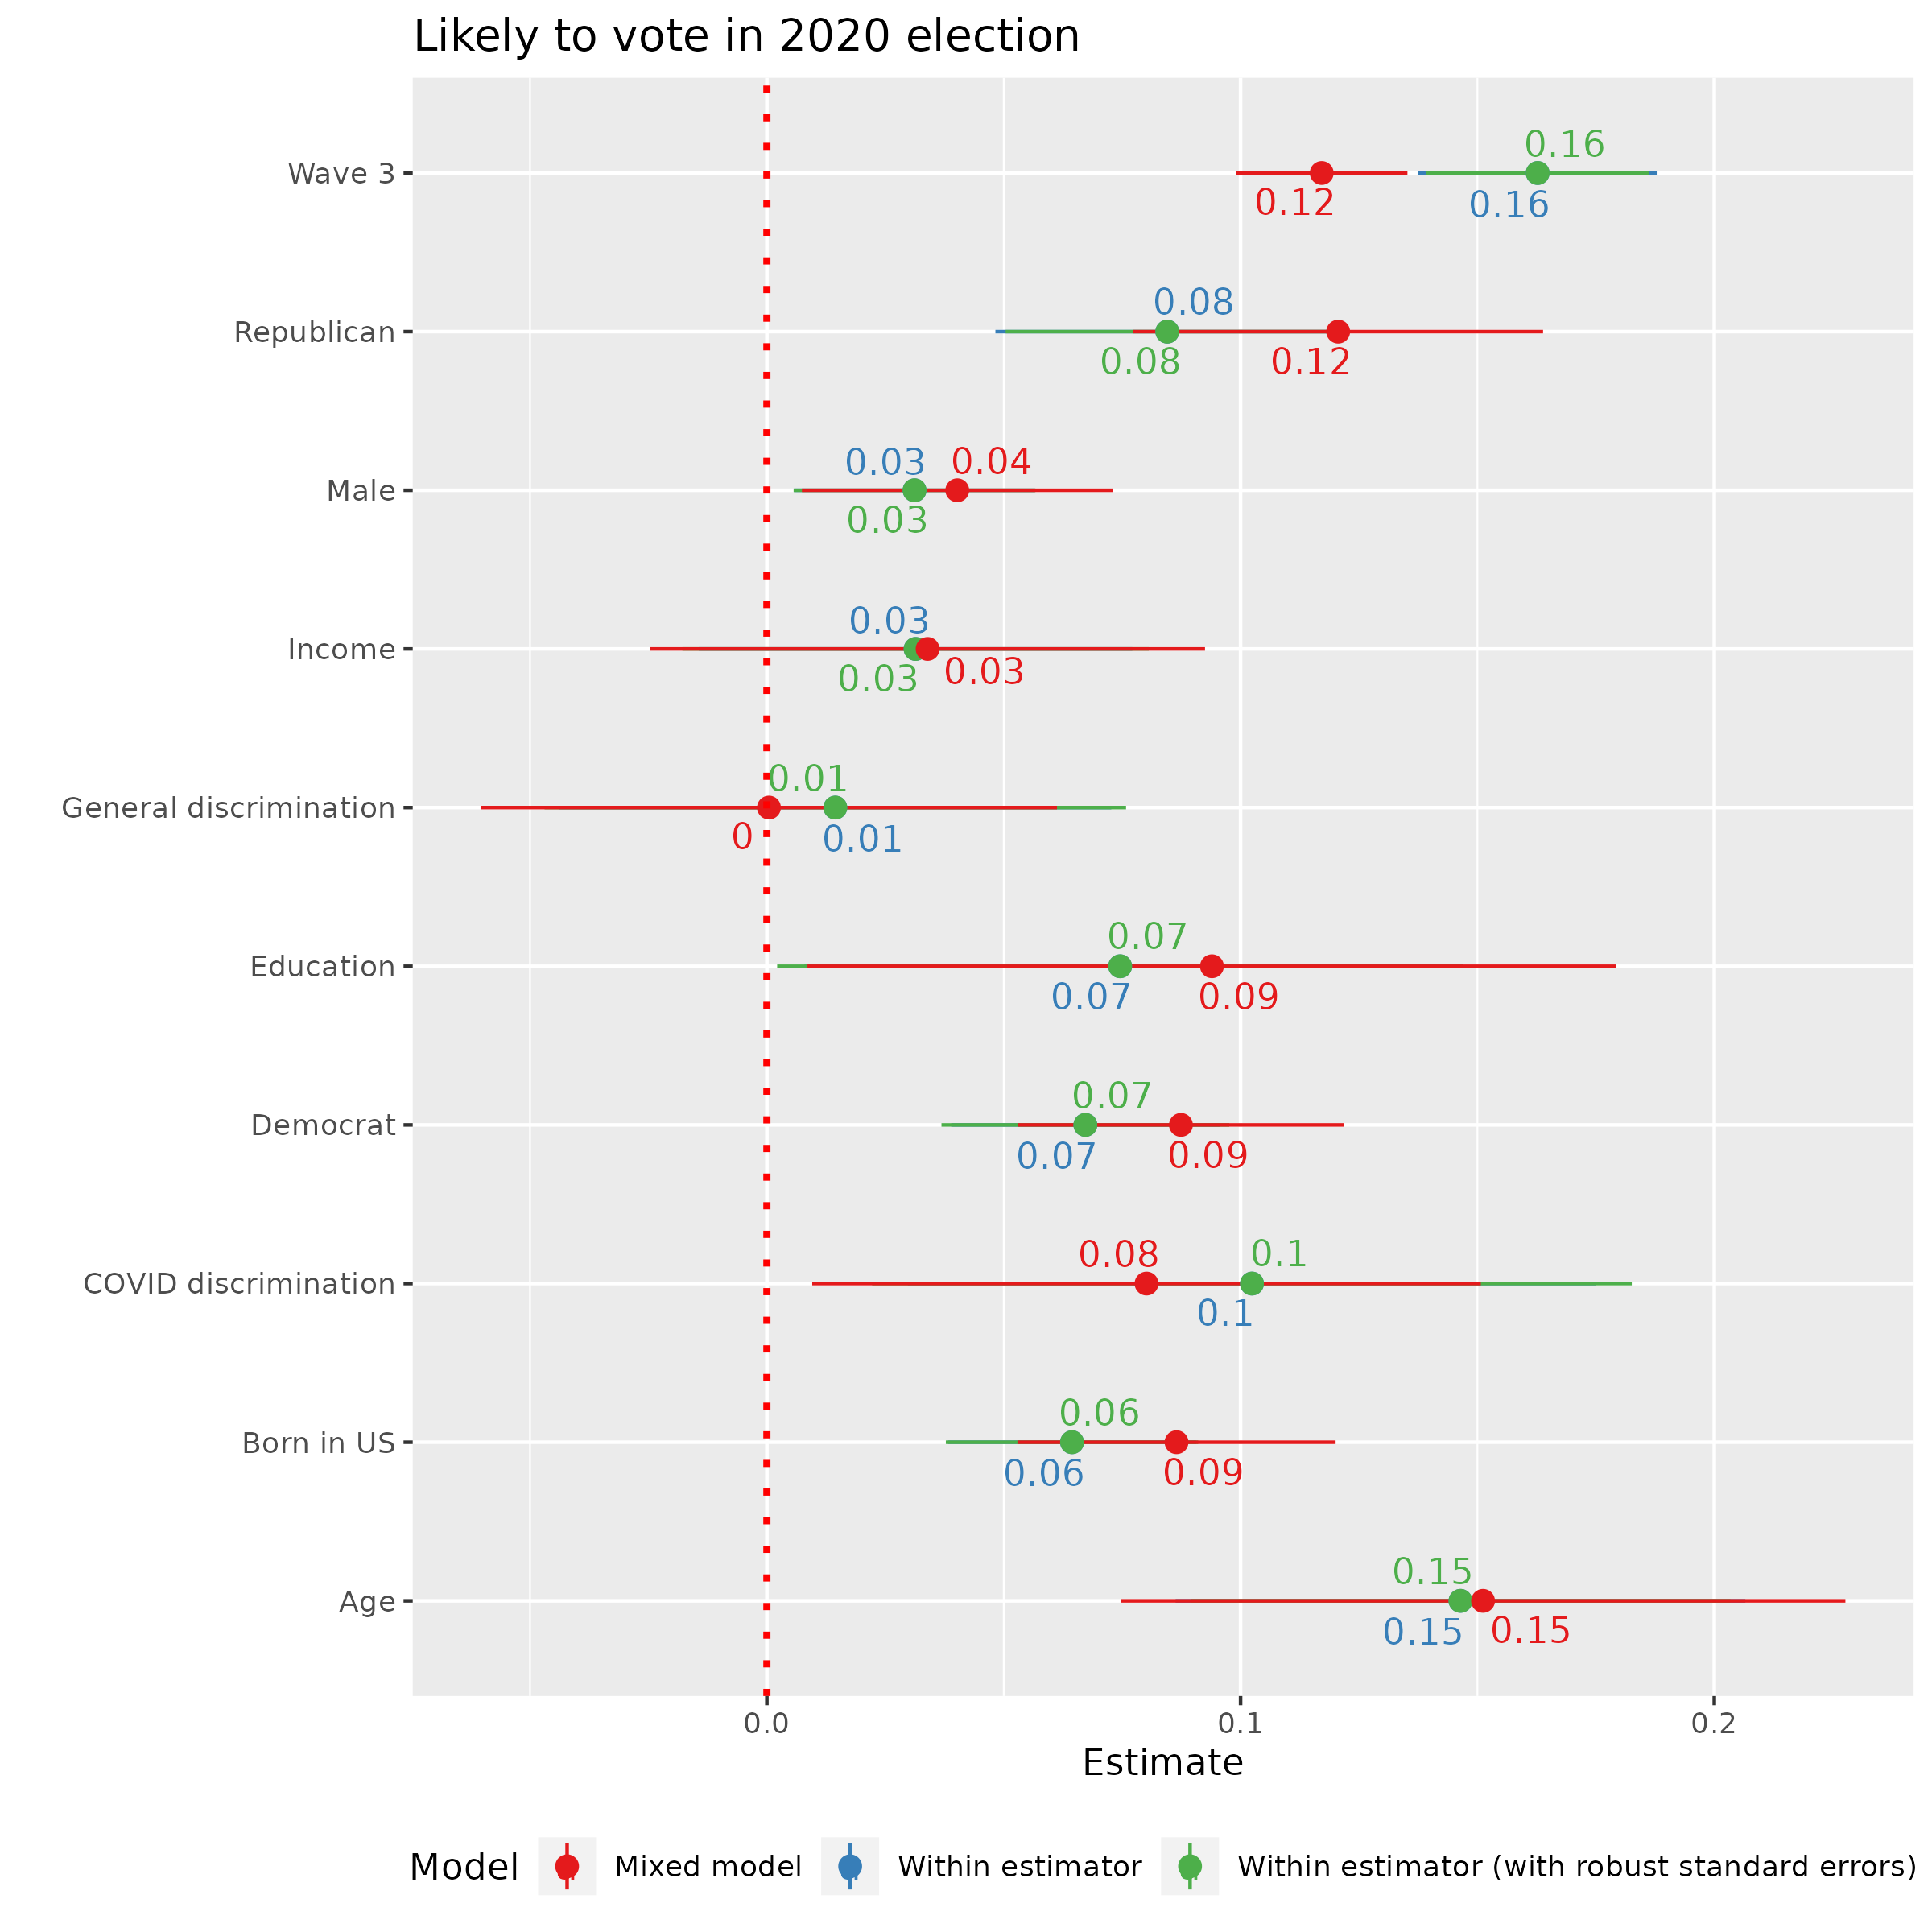 Likely to vote in 2020 election
0.16
Wave 3
0.12
0.16
0.08
Republican
0.08
0.12
0.03
0.04
Male
0.03
0.03
Income
0.03
0.03
0.01
General discrimination
0
0.01
0.07
Education
0.07
0.09
0.07
Democrat
0.07
0.09
0.08
0.1
COVID discrimination
0.1
0.06
Born in US
0.06
0.09
0.15
Age
0.15
0.15
0.0
0.1
0.2
Estimate
Model
Mixed model
Within estimator
Within estimator (with robust standard errors)